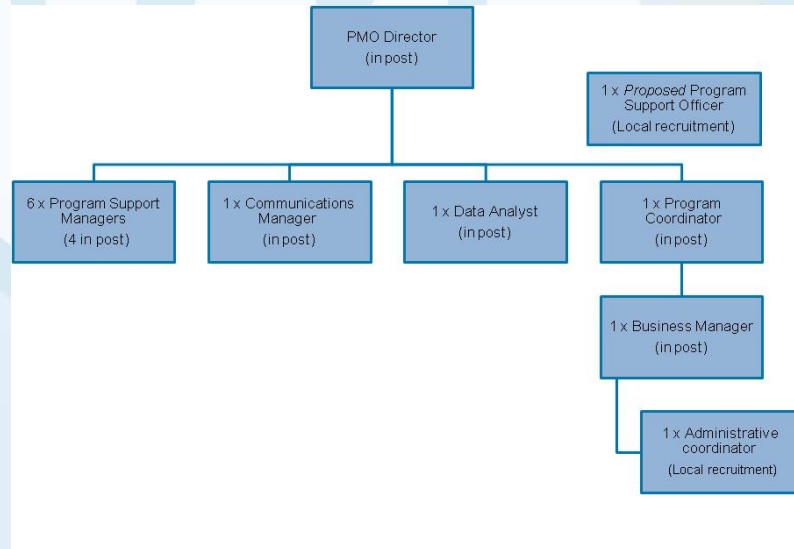 PMO Director
(in post)
1 x Proposed Program
Support Officer
(Local recruitment)
6 x Program Support
Managers
(4 in post)
1 x Communications
Manager
(in post)
1 x Data Analyst
(in post)
1 x Program
Coordinator
(in post)
1 x Business Manager
(in post)
1 x Administrative
coordinator
(Local recruitment)